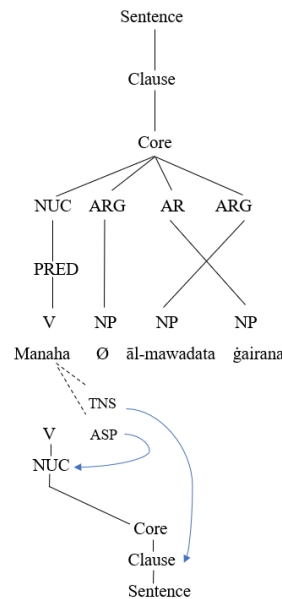 Sentence
Clause
Core
NUC ARG AR ARG
PRED
V NP NP NP
Manaha Ø āl-mawadata ġairana
TNS
V ASP
NUC
Core
Clause
Sentence